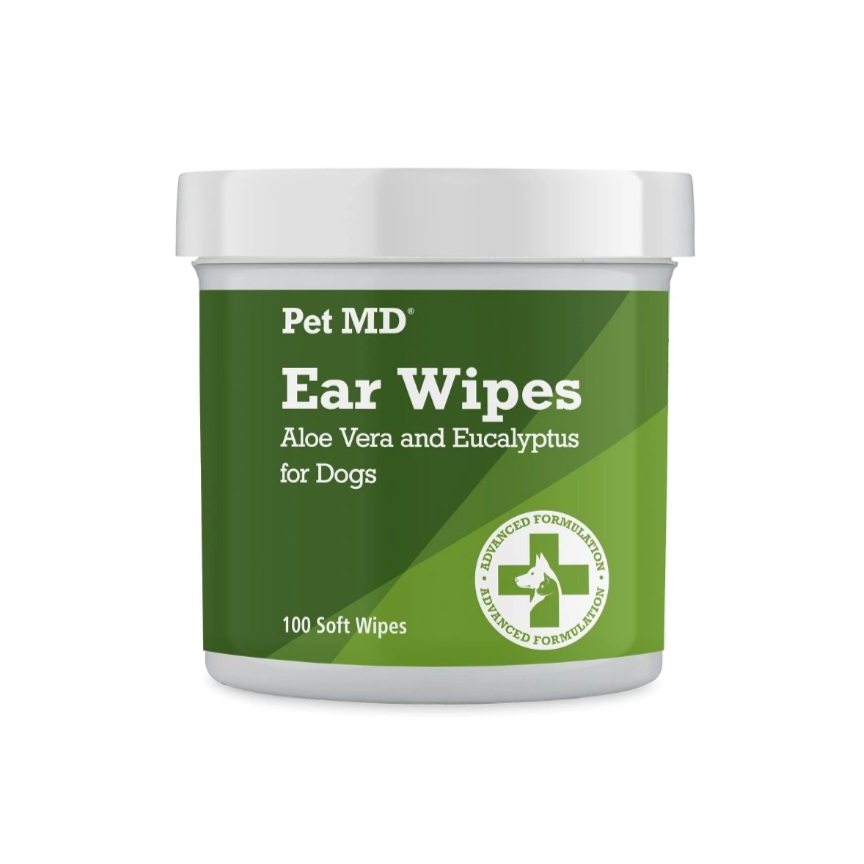 Pet MD®
Ear Wipes
Aloe Vera and Eucalyptus
for Dogs
100 Soft Wipes
• ADVANCED FORMULATION •
ADVANCED FORMULATION